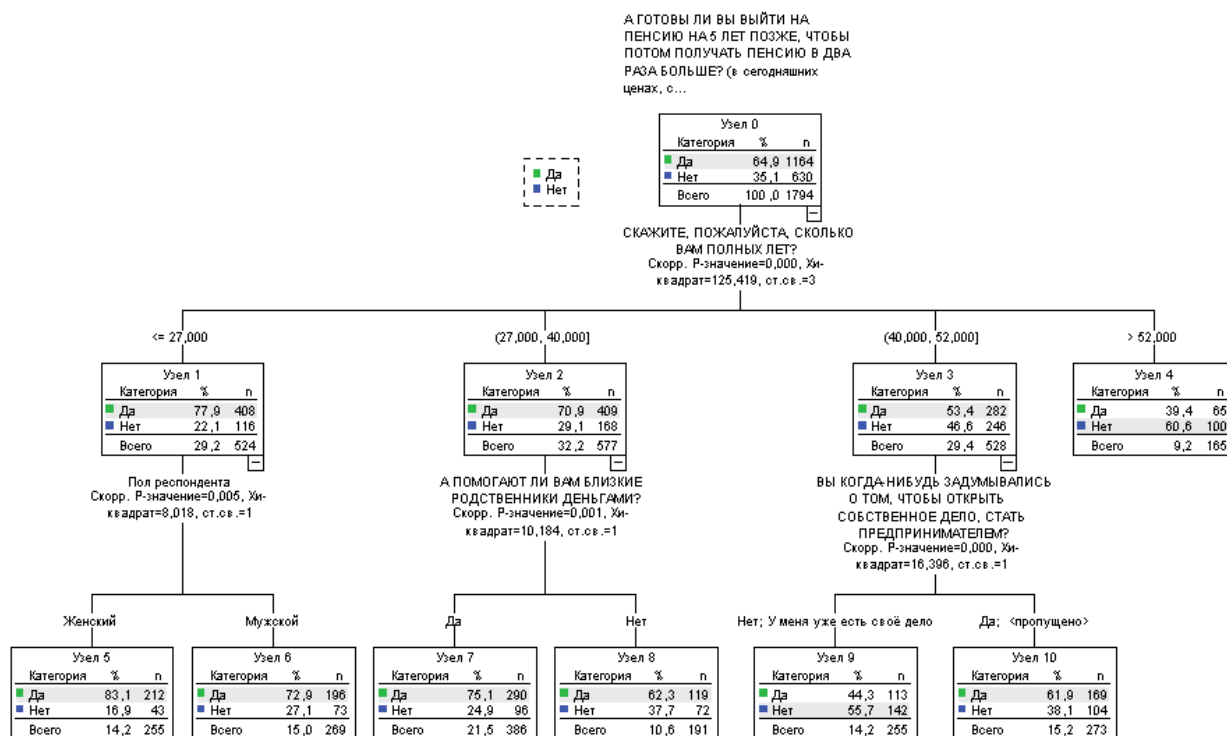 А ГОТОВЫ ЛИ ВЫ ВЫЙТИ НА
ПЕНСИЮ НА 5 ЛЕТ ПОЗЖЕ, ЧТОБЫ
ПОТОМ ПОЛУЧАТЬ ПЕНСИЮ В ДВА
РАЗА БОЛЬШЕ? (в сегодняшних
ценах, с...
Узел 0
Категория % n
Да 64,9 1164
Нет 35,1 630
Всего 100,0 1794
Да
Нет
СКАЖИТЕ, ПОЖАЛУЙСТА, СКОЛЬКО
ВАМ ПОЛНЫХ ЛЕТ?
Скорр. P-значение=0,000, Хи-
квадрат=125,419, ст.св.=3
<= 27,000
(27,000, 40,000]
(40,000, 52,000]
> 52,000
Узел 1
Категория % n
Да 77,9 408
Нет 22,1 116
Всего 29,2 524
Узел 2
Категория % n
Да 70,9 409
Нет 29,1 168
Всего 32,2 577
Узел 3
Категория % n
Да 53,4 282
Нет 46,6 246
Всего 29,4 528
Узел 4
Категория % n
Да 39,4 65
Нет 60,6 100
Всего 9,2 165
Пол респондента
Скорр. P-значение=0,005, Хи-
квадрат=8,018, ст.св.=1
А ПОМОГАЮТ ЛИ ВАМ БЛИЗКИЕ
РОДСТВЕННИКИ ДЕНЬГАМИ?
Скорр. P-значение=0,001, Хи-
квадрат=10,184, ст.св.=1
ВЫ КОГДА-НИБУДЬ ЗАДУМЫВАЛИСЬ
О ТОМ, ЧТОБЫ ОТКРЫТЬ
СОБСТВЕННОЕ ДЕЛО, СТАТЬ
ПРЕДПРИНИМАТЕЛЕМ?
Скорр. P-значение=0,000, Хи-
квадрат=16,396, ст.св.=1
Женский
Мужской
Да
Нет
Нет; У меня уже есть своё дело
Да; <пропущено>
Узел 5
Категория % n
Да 83,1 212
Нет 16,9 43
Всего 14,2 255
Узел 6
Категория % n
Да 72,9 196
Нет 27,1 73
Всего 15,0 269
Узел 7
Категория % n
Да 75,1 290
Нет 24,9 96
Всего 21,5 386
Узел 8
Категория % n
Да 62,3 119
Нет 37,7 72
Всего 10,6 191
Узел 9
Категория % n
Да 44,3 113
Нет 55,7 142
Всего 14,2 255
Узел 10
Категория % n
Да 61,9 169
Нет 38,1 104
Всего 15,2 273